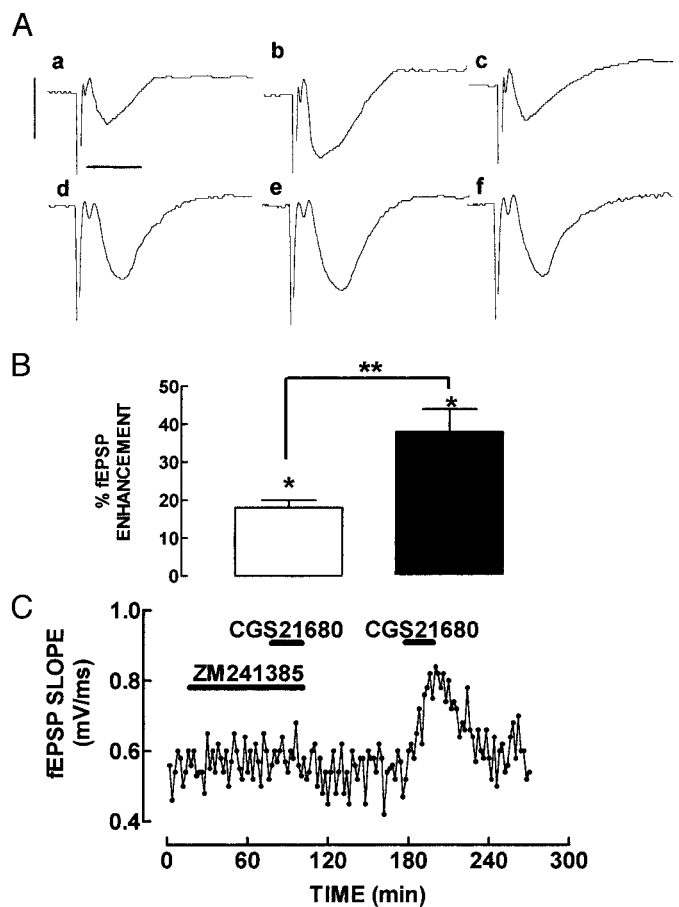 A
a
b
c
d
e
f
B
**
50
40
30
20
10
0
% fEPSP
ENHANCEMENT
*
*
C
1.0
0.8
0.6
0.4
fEPSP SLOPE
(mV/ms)
CGS21680 CGS21680
ZM241385
0 60 120 180 240 300
TIME (min)